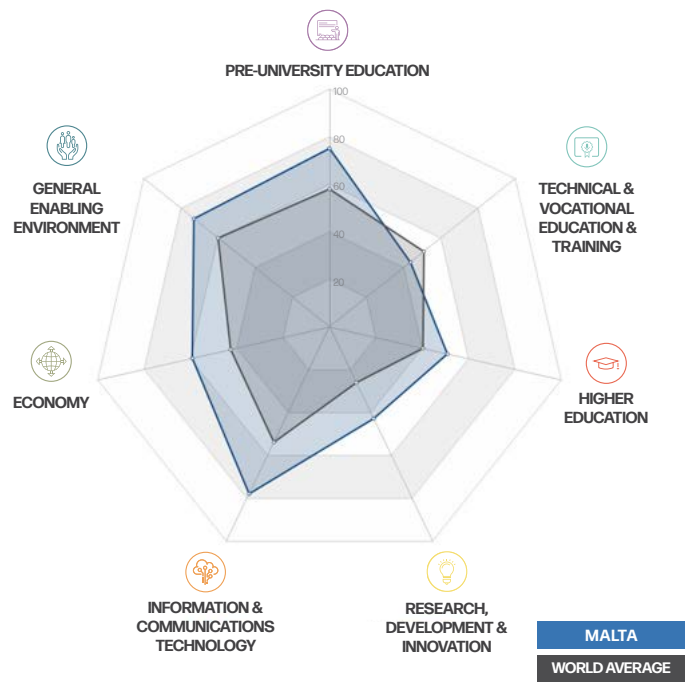 PRE-UNIVERSITY EDUCATION
100
80
60
40
20
GENERAL
ENABLING
ENVIRONMENT
TECHNICAL &
VOCATIONAL
EDUCATION &
TRAINING
ECONOMY
HIGHER
EDUCATION
INFORMATION &
COMMUNICATIONS
TECHNOLOGY
RESEARCH,
DEVELOPMENT &
INNOVATION
MALTA
WORLD AVERAGE